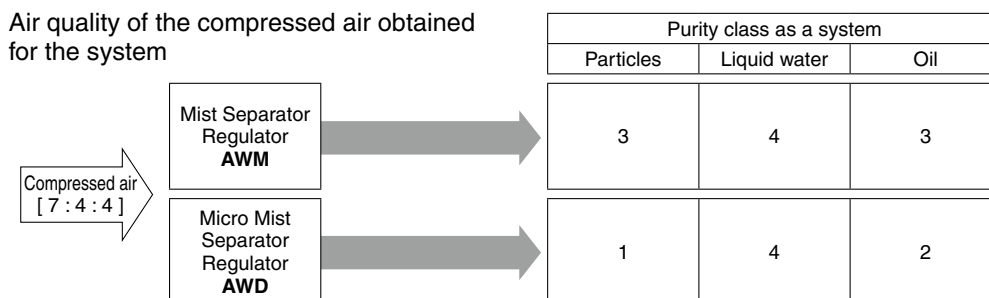 Air quality of the compressed air obtained
for the system
Purity class as a system
Particles
Liquid water
Oil
Compressed air
[ 7 : 4 : 4 ]
Mist Separator
Regulator
AWM
3
4
3
Micro Mist
Separator
Regulator
AWD
1
4
2